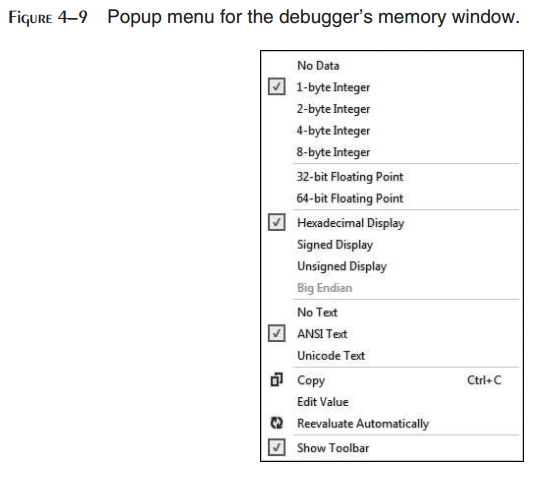 FIGURE 4–9 Popup menu for the debugger’s memory window.
No Data
1-byte Integer
2-byte Integer
4-byte Integer
8-byte Integer
32-bit Floating Point
64-bit Floating Point
Hexadecimal Display
Signed Display
Unsigned Display
Big Endian
No Text
ANSI Text
Unicode Text
Copy Ctrl+C
Edit Value
Reevaluate Automatically
Show Toolbar